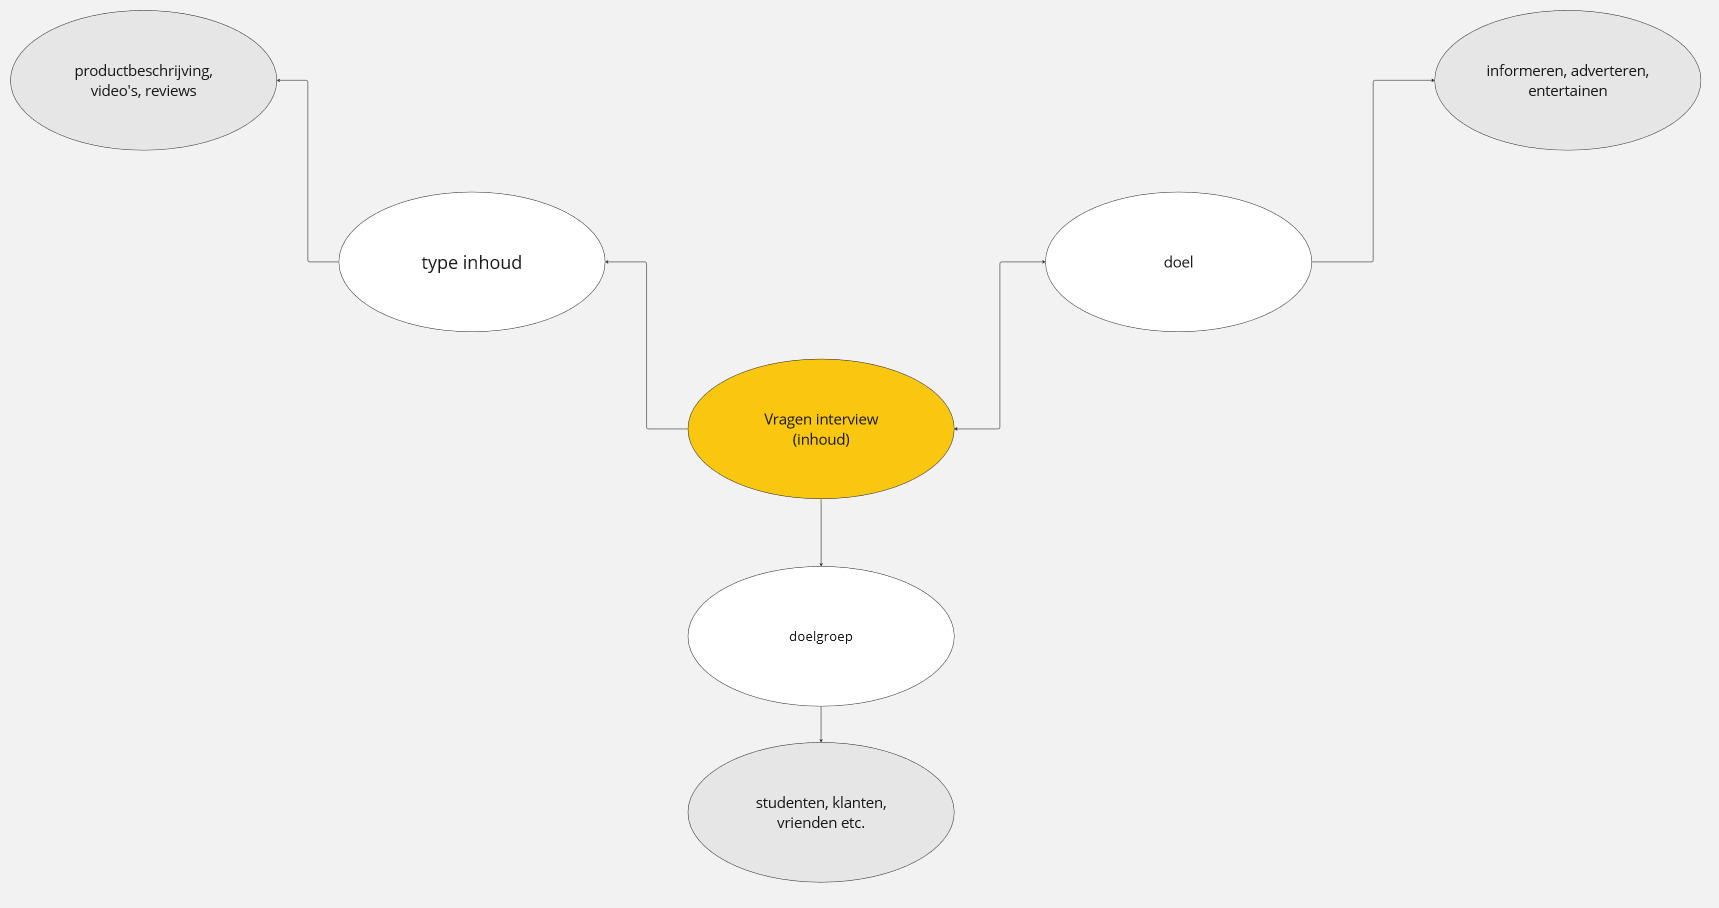 productbeschrijving,
video's, reviews
informeren, adverteren,
entertainen
type inhoud
doel
Vragen interview
(inhoud)
doelgroep
studenten, klanten,
vrienden etc.